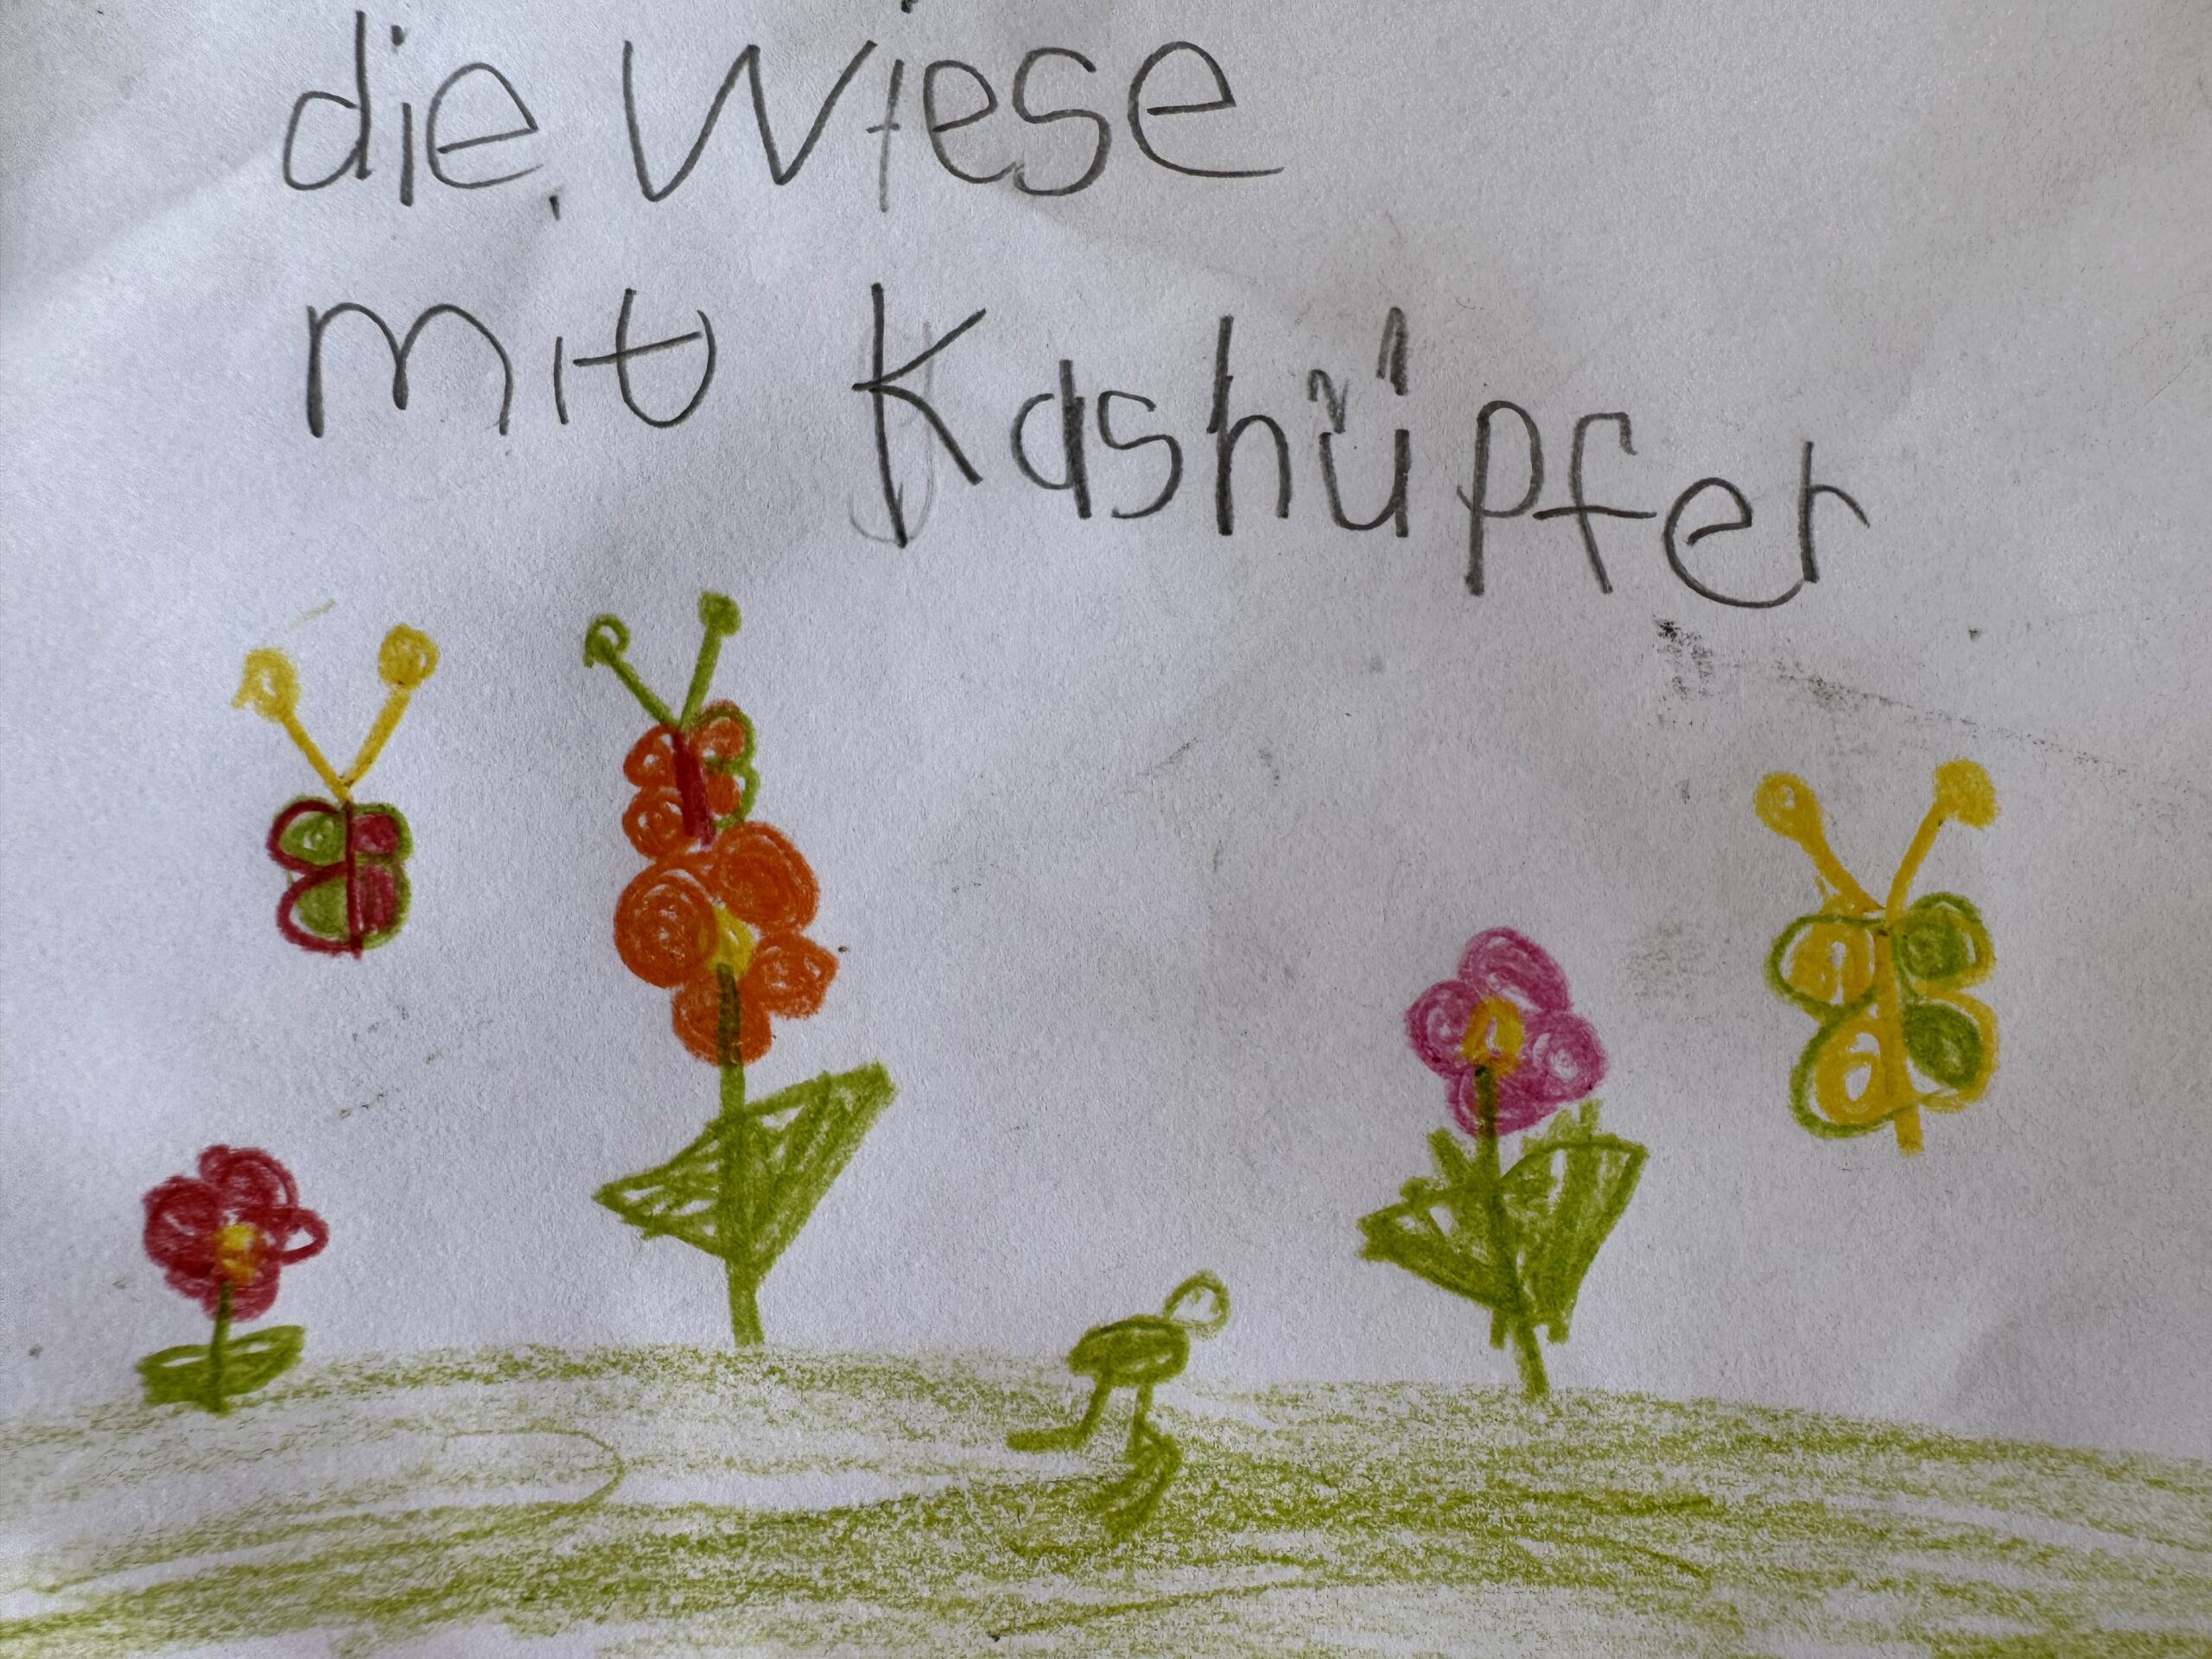 die Wiese
mit Kashüpfer